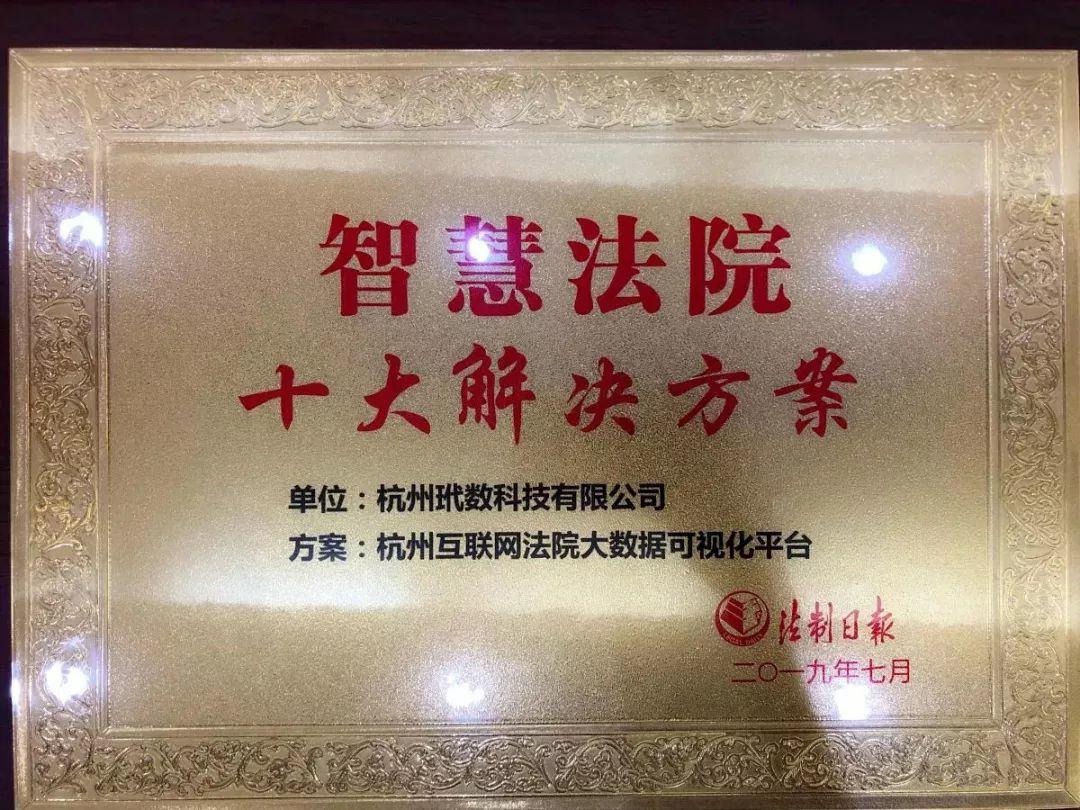 智慧法院
十大解决方案
单位：杭州玳数科技有限公司
方案：杭州互联网法院大数据可视化平台
法制日报
二〇一九年七月